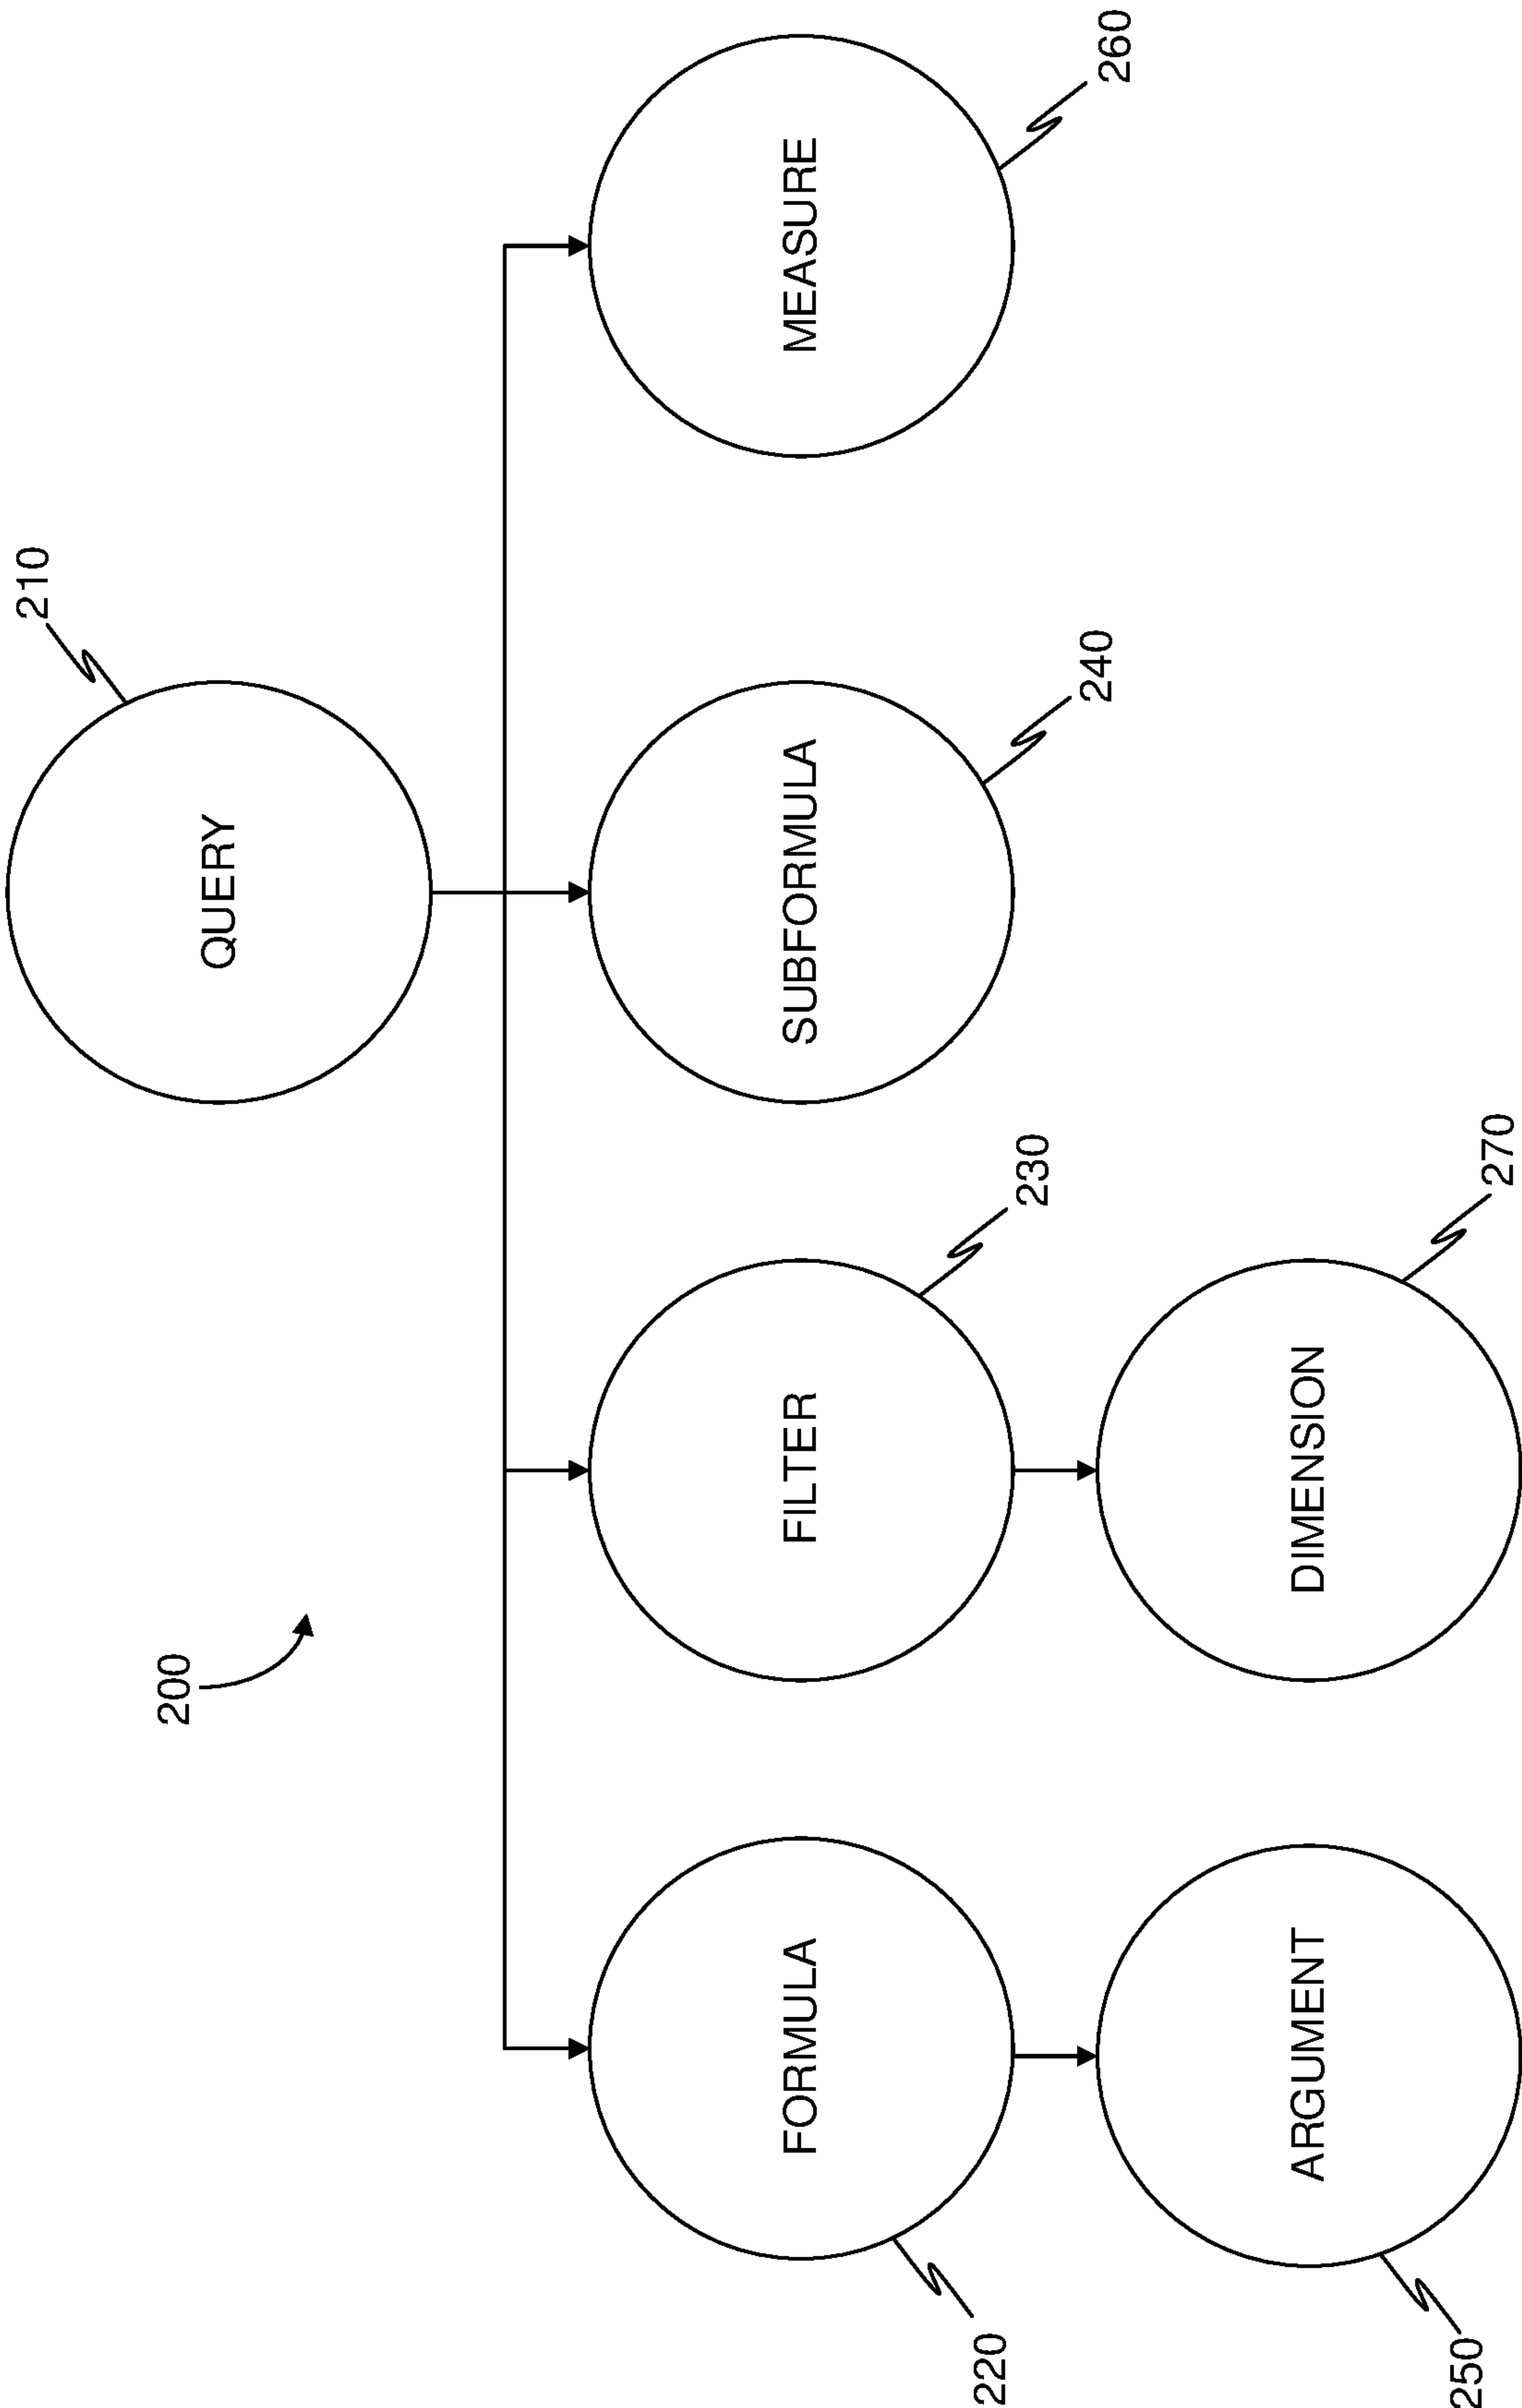 200
210
QUERY
FORMULA
FILTER
SUBFORMULA
MEASURE
220
230
240
260
ARGUMENT
DIMENSION
250
270